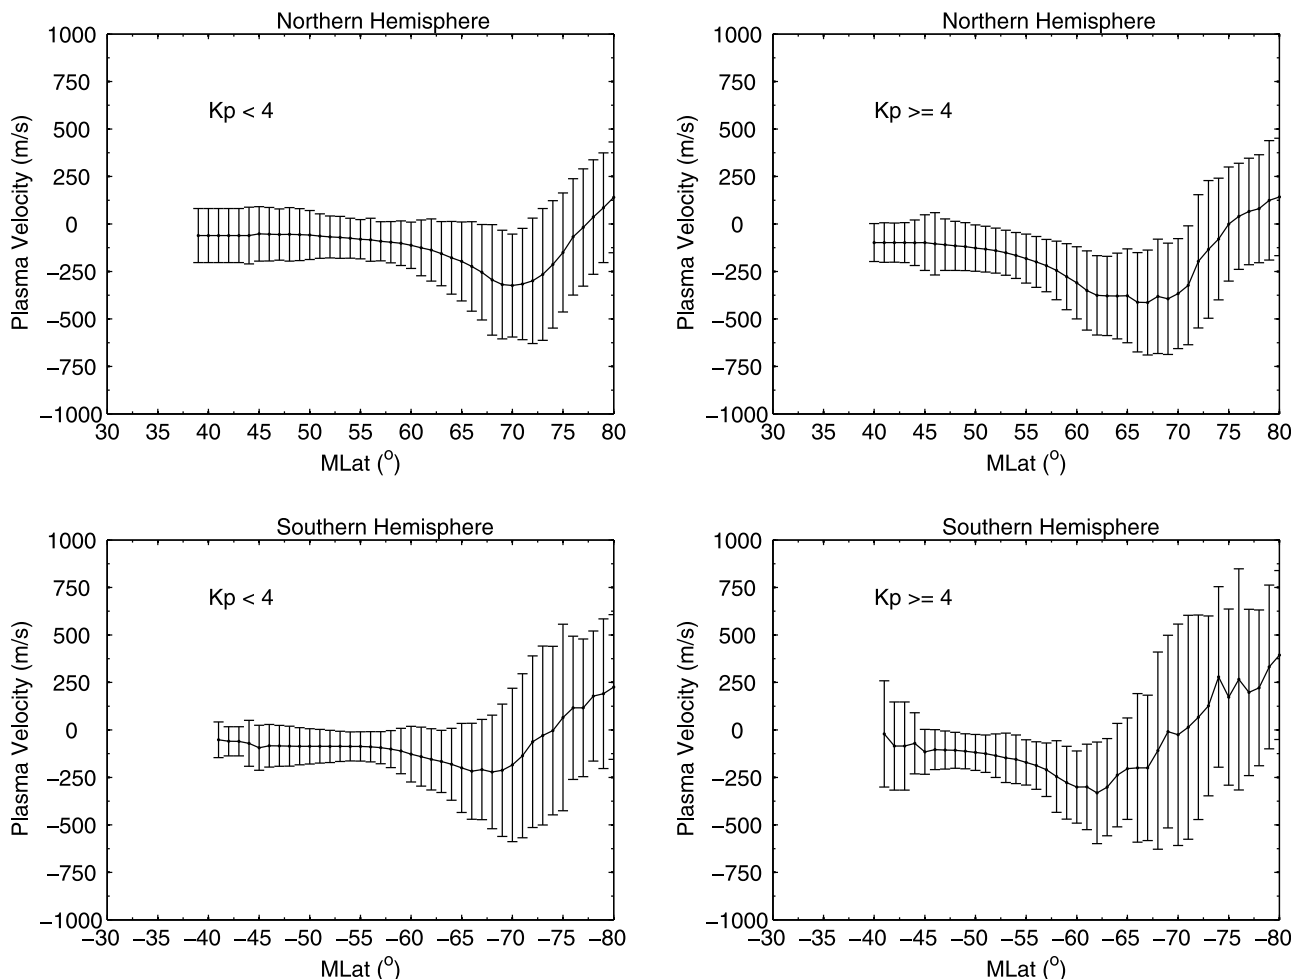 Northern Hemisphere
1000
750
500
250
0
−250
−500
−750
−1000
Plasma Velocity (m/s)
Kp < 4
30 35 40 45 50 55 60 65 70 75 80
MLat (o)
Northern Hemisphere
1000
750
500
250
0
−250
−500
−750
−1000
Plasma Velocity (m/s)
Kp >= 4
30 35 40 45 50 55 60 65 70 75 80
MLat (o)
Southern Hemisphere
1000
750
500
250
0
−250
−500
−750
−1000
Plasma Velocity (m/s)
Kp < 4
−30 −35 −40 −45 −50 −55 −60 −65 −70 −75 −80
MLat (o)
Southern Hemisphere
1000
750
500
250
0
−250
−500
−750
−1000
Plasma Velocity (m/s)
Kp >= 4
−30 −35 −40 −45 −50 −55 −60 −65 −70 −75 −80
MLat (o)